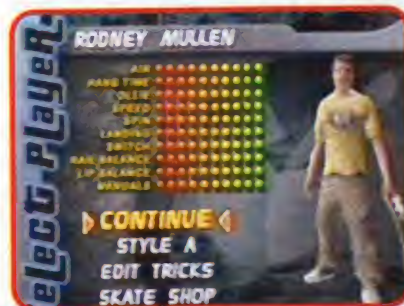 elect Player
RODNEY MULLEN
AIR
HANG TIME
OLLIE
SPEED
SPIN
LANDING
SWITCH
RAIL BALANCE
LIP BALANCE
MANUALS
CONTINUE
STYLE A
EDIT TRICKS
SKATE SHOP